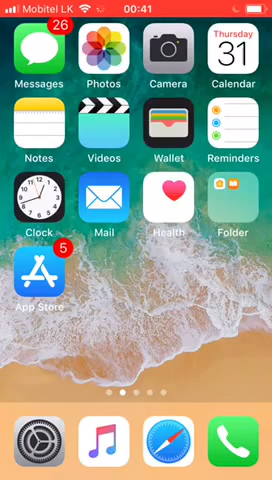 Mobitel LK 00:41
26 Thursday
31
Messages Photos Camera Calendar
Notes Videos Wallet Reminders
Clock Mail Health Folder
5
App Store